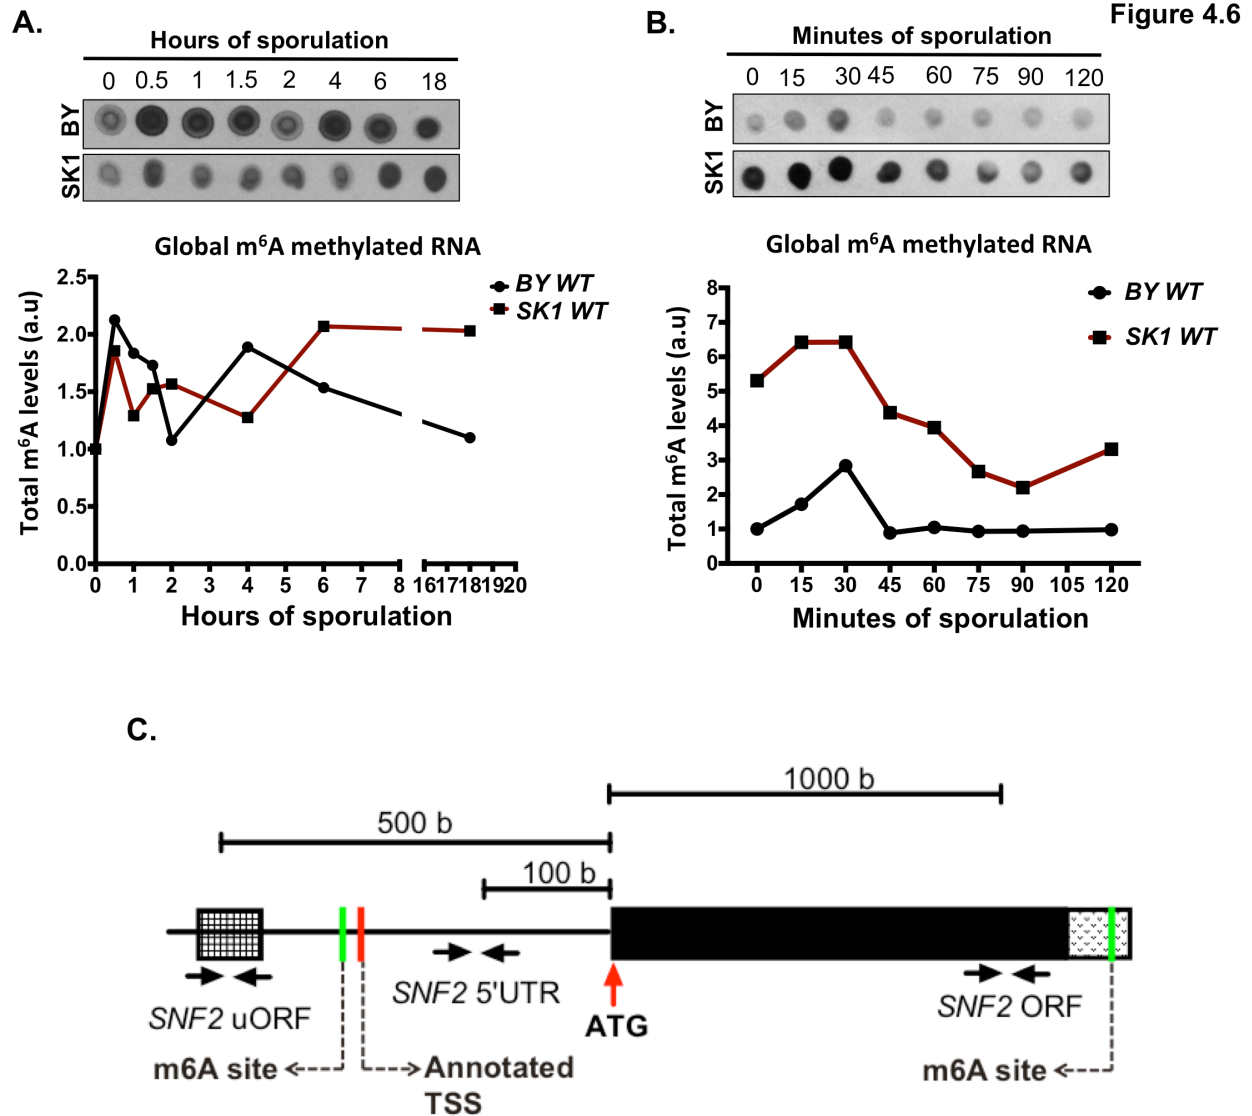 Figure 4.6
A.
Hours of sporulation
0 0.5 1 1.5 2 4 6 18
BY
SK1
Global m⁶A methylated RNA
2.5
2.0
1.5
1.0
0.5
0.0
Total m⁶A levels (a.u)
BY WT
SK1 WT
0 1 2 3 4 5 6 7 8 16 17 18 19 20
Hours of sporulation
B.
Minutes of sporulation
0 15 30 45 60 75 90 120
BY
SK1
Global m⁶A methylated RNA
8
7
6
5
4
3
2
1
0
Total m⁶A levels (a.u)
BY WT
SK1 WT
0 15 30 45 60 75 90 105 120
Minutes of sporulation
C.
1000 b
500 b
100 b
SNF2 uORF
SNF2 5'UTR
SNF2 ORF
ATG
m6A site
Annotated
TSS
m6A site